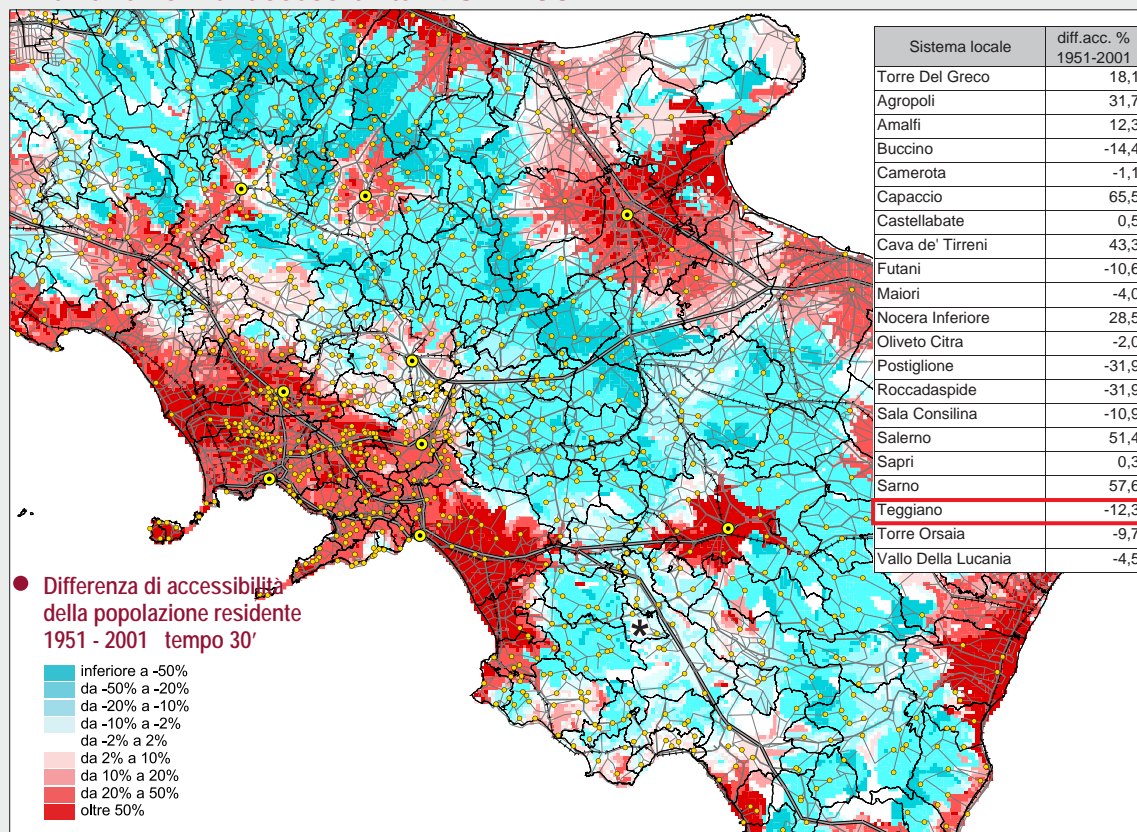 Sistema locale diff.acc. % 1951-2001
Torre Del Greco 18,1
Agropoli 31,7
Amalfi 12,3
Buccino -14,4
Camerota -1,1
Capaccio 65,5
Castellabate 0,5
Cava de' Tirreni 43,3
Futani -10,6
Maiori -4,0
Nocera Inferiore 28,5
Oliveto Citra -2,0
Postiglione -31,9
Roccadaspide -31,9
Sala Consilina -10,9
Salerno 51,4
Sapri 0,3
Sarno 57,6
Teggiano -12,3
Torre Orsaia -9,7
Vallo Della Lucania -4,5
*
● Differenza di accessibilità
della popolazione residente
1951 - 2001 tempo 30'
inferiore a -50%
da -50% a -20%
da -20% a -10%
da -10% a -2%
da -2% a 2%
da 2% a 10%
da 10% a 20%
da 20% a 50%
oltre 50%